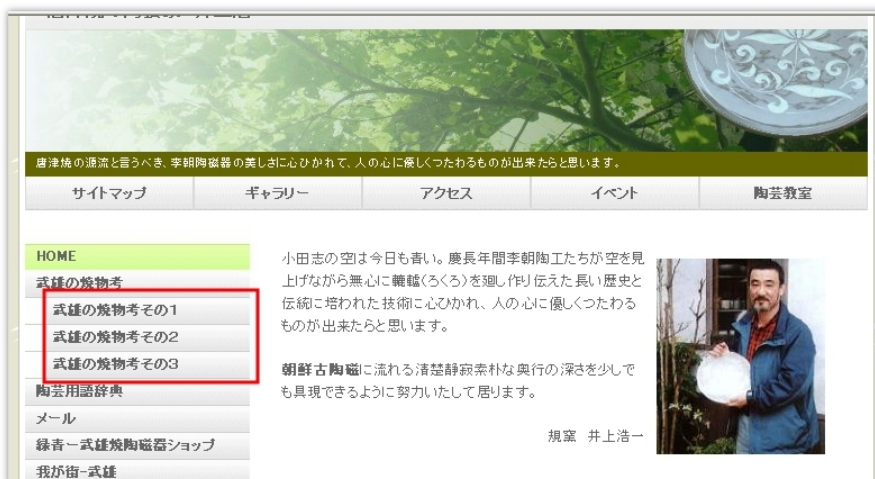 唐津焼の源流と言うべき、李朝陶磁器の美しさに心ひかれて、人の心に優しくつたわるものが出来たらと思います。
サイトマップ
ギャラリー
アクセス
イベント
陶芸教室
HOME
武雄の焼物考
武雄の焼物考その1
武雄の焼物考その2
武雄の焼物考その3
陶芸用語辞典
メール
緑青ー武雄焼陶磁器ショップ
我が街-武雄
小田志の空は今日も青い。慶長年間李朝陶工たちが空を見
上げながら無心に轆轤(ろくろ)を廻し作り伝えた長い歴史と
伝統に培われた技術に心ひかれ、人の心に優しくつたわる
ものが出来たらと思います。
朝鮮古陶磁に流れる清楚静寂素朴な奥行の深さを少しで
も具現できるように努力いたして居ります。
規窯 井上浩一